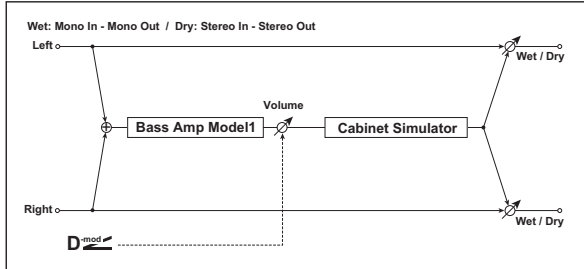 Wet: Mono In - Mono Out / Dry: Stereo In - Stereo Out
Left
Wet / Dry
Volume
Bass Amp Model1
Cabinet Simulator
Right
Wet / Dry
D-mod